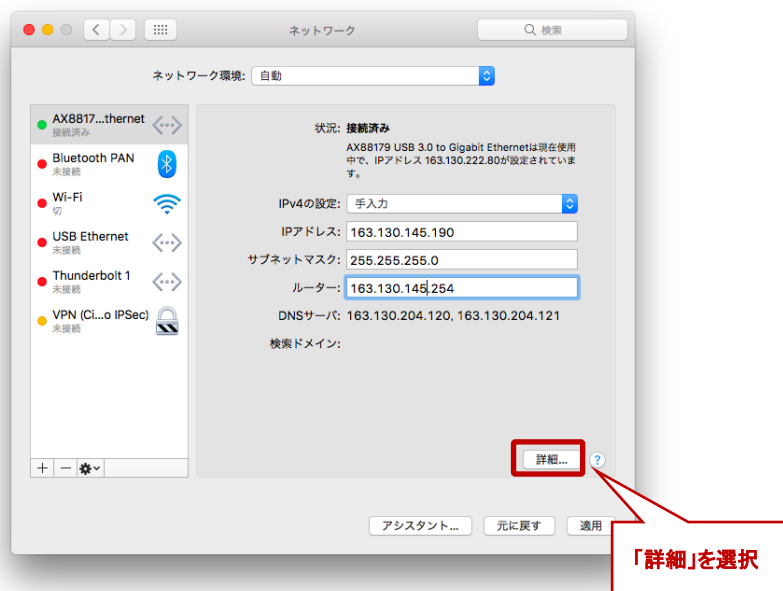 ネットワーク
検索
ネットワーク環境: 自動
AX8817...thernet
接続済み
Bluetooth PAN
未接続
Wi-Fi
切
USB Ethernet
未接続
Thunderbolt 1
未接続
VPN (Ci...o IPSec)
未接続
状況: 接続済み
AX88179 USB 3.0 to Gigabit Ethernetは現在使用
中で、IPアドレス 163.130.222.80が設定されていま
す。
IPv4の設定: 手入力
IPアドレス: 163.130.145.190
サブネットマスク: 255.255.255.0
ルーター: 163.130.145.254
DNSサーバ: 163.130.204.120, 163.130.204.121
検索ドメイン:
詳細...
?
アシスタント...
元に戻す
適用
「詳細」を選択